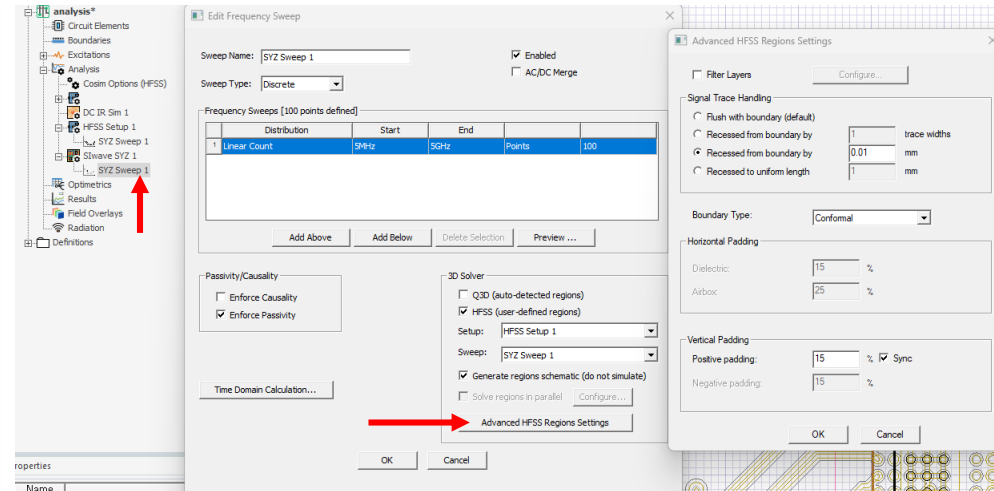 analysis*
Circuit Elements
Boundaries
Excitations
Analysis
Cosim Options (HFSS)
DC IR Sim 1
HFSS Setup 1
SYZ Sweep 1
SIwave SYZ 1
SYZ Sweep 1
Optimetrics
Results
Field Overlays
Radiation
Definitions
roperties
Name
Edit Frequency Sweep
Sweep Name: SYZ Sweep 1
Enabled
AC/DC Merge
Sweep Type: Discrete
Frequency Sweeps [100 points defined]
Distribution Start End
1 Linear Count 5MHz 5GHz Points 100
Add Above Add Below Delete Selection Preview ...
Passivity/Causality
Enforce Causality
Enforce Passivity
Time Domain Calculation...
3D Solver
Q3D (auto-detected regions)
HFSS (user-defined regions)
Setup: HFSS Setup 1
Sweep: SYZ Sweep 1
Generate regions schematic (do not simulate)
Solve regions in parallel Configure...
Advanced HFSS Regions Settings
OK Cancel
Advanced HFSS Regions Settings
Filter Layers Configure...
Signal Trace Handling
Flush with boundary (default)
Recessed from boundary by 1 trace widths
Recessed from boundary by 0.01 mm
Recessed to uniform length 1 mm
Boundary Type: Conformal
Horizontal Padding
Dielectric: 15 %
Airbox: 25 %
Vertical Padding
Positive padding: 15 % Sync
Negative padding: 15 %
OK Cancel